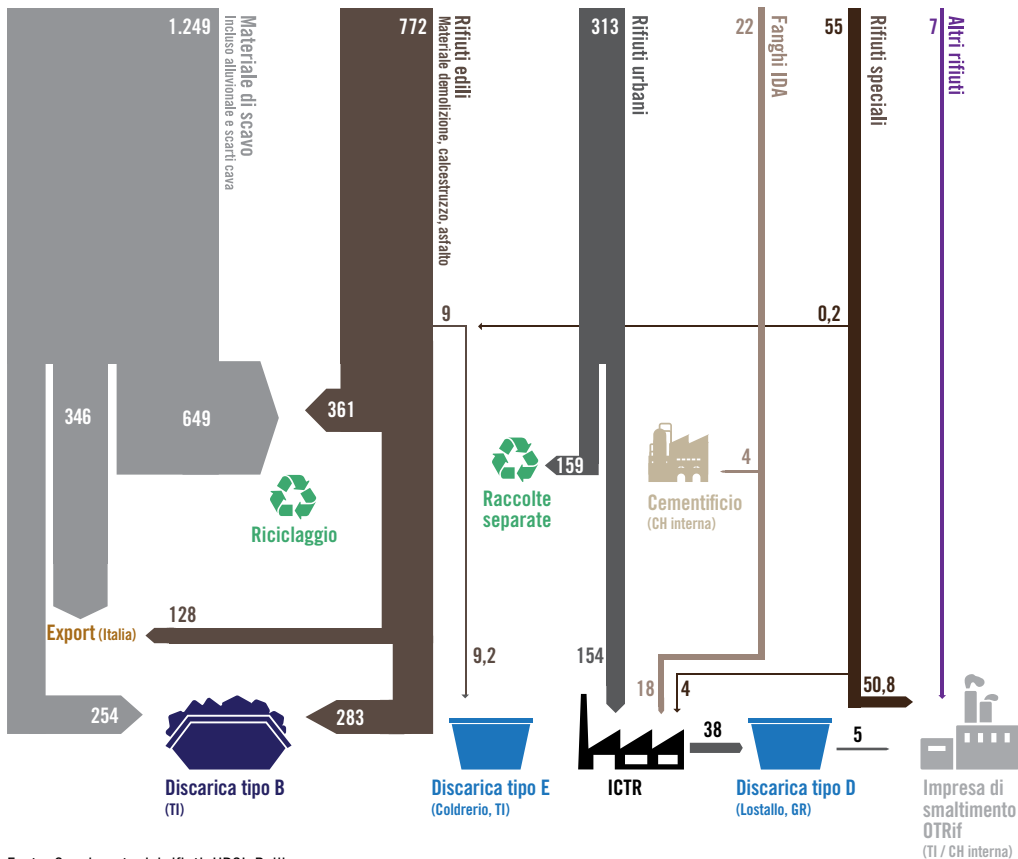 1.249
Materiale di scavo
Incluso alluvionale e scarti cava
772
Rifiuti edili
Materiale demolizione, calcestruzzo, asfalto
313
Rifiuti urbani
22
Fanghi IDA
55
Rifiuti speciali
7
Altri rifiuti
9
0,2
346
649
361
159
4
Riciclaggio
Raccolte
separate
Cementificio
(CH interna)
128
Export (Italia)
9,2
154
18
4
50,8
254
283
38
5
Discarica tipo B
(TI)
Discarica tipo E
(Coldrerio, TI)
ICTR
Discarica tipo D
(Lostallo, GR)
Impresa di
smaltimento
OTRif
(TI / CH interna)